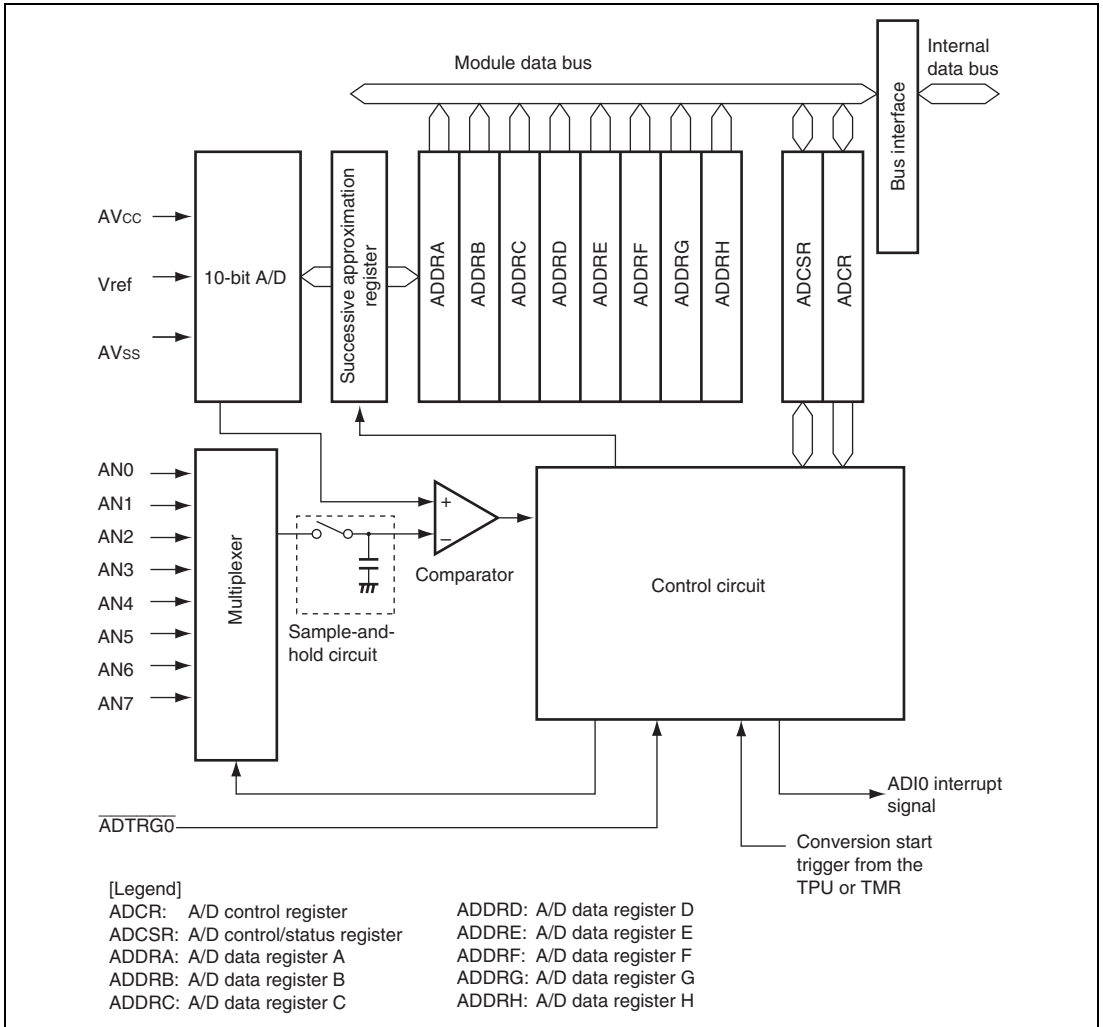 Module data bus
Internal
data bus
Bus interface
AVCC
Vref
AVSS
10-bit A/D
Successive approximation
register
ADDRA
ADDRB
ADDRC
ADDRD
ADDRE
ADDRF
ADDRG
ADDRH
ADCSR
ADCR
AN0
AN1
AN2
AN3
AN4
AN5
AN6
AN7
Multiplexer
+
−
Comparator
Sample-and-
hold circuit
Control circuit
ADI0 interrupt
signal
ADTRG0
Conversion start
trigger from the
TPU or TMR
[Legend]
ADCR: A/D control register
ADCSR: A/D control/status register
ADDRA: A/D data register A
ADDRB: A/D data register B
ADDRC: A/D data register C
ADDRD: A/D data register D
ADDRE: A/D data register E
ADDRF: A/D data register F
ADDRG: A/D data register G
ADDRH: A/D data register H